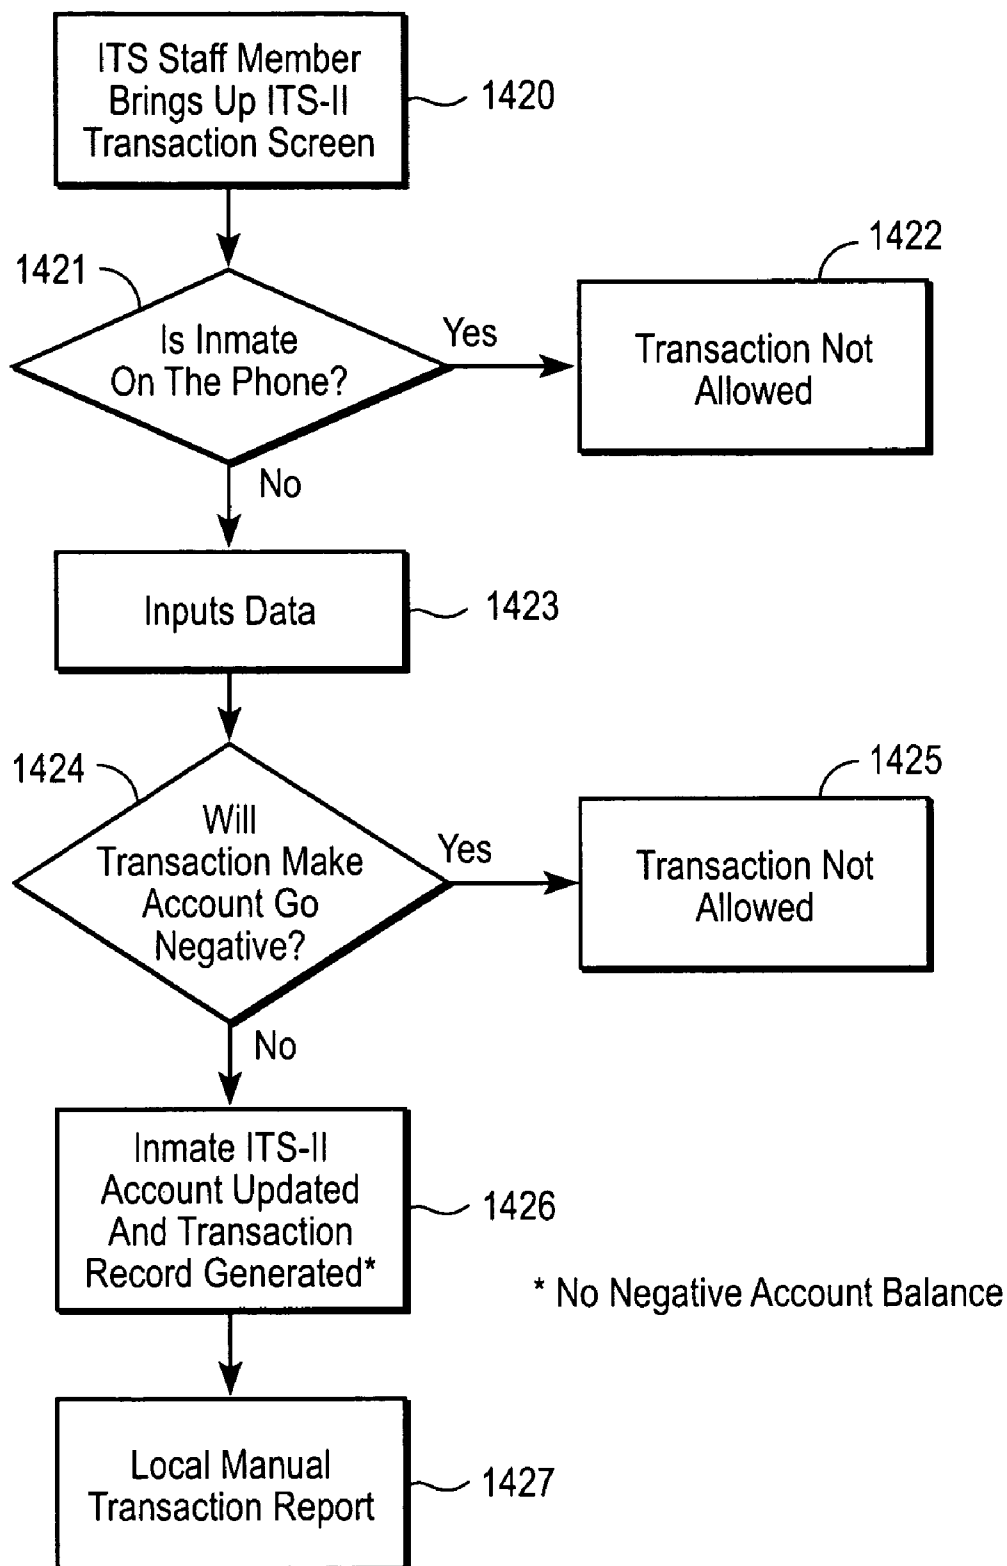 ITS Staff Member
Brings Up ITS-II
Transaction Screen
1420
1421
Is Inmate
On The Phone?
Yes
1422
Transaction Not
Allowed
No
Inputs Data
1423
1424
Will
Transaction Make
Account Go
Negative?
Yes
1425
Transaction Not
Allowed
No
Inmate ITS-II
Account Updated
And Transaction
Record Generated*
1426
* No Negative Account Balance
Local Manual
Transaction Report
1427